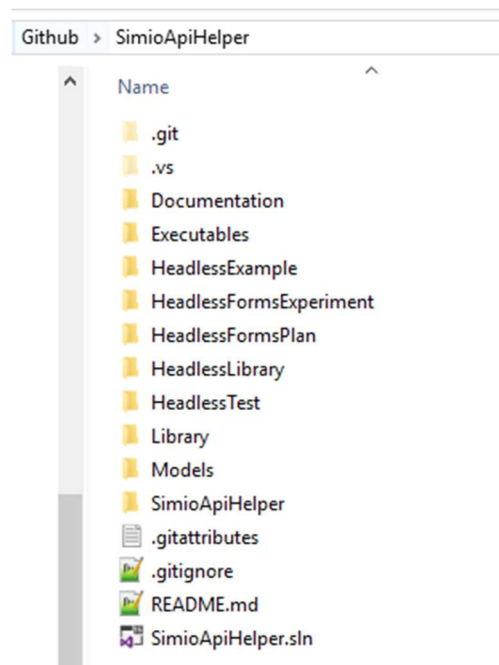 Github > SimioApiHelper
Name
.git
.vs
Documentation
Executables
HeadlessExample
HeadlessFormsExperiment
HeadlessFormsPlan
HeadlessLibrary
HeadlessTest
Library
Models
SimioApiHelper
.gitattributes
.gitignore
README.md
SimioApiHelper.sln